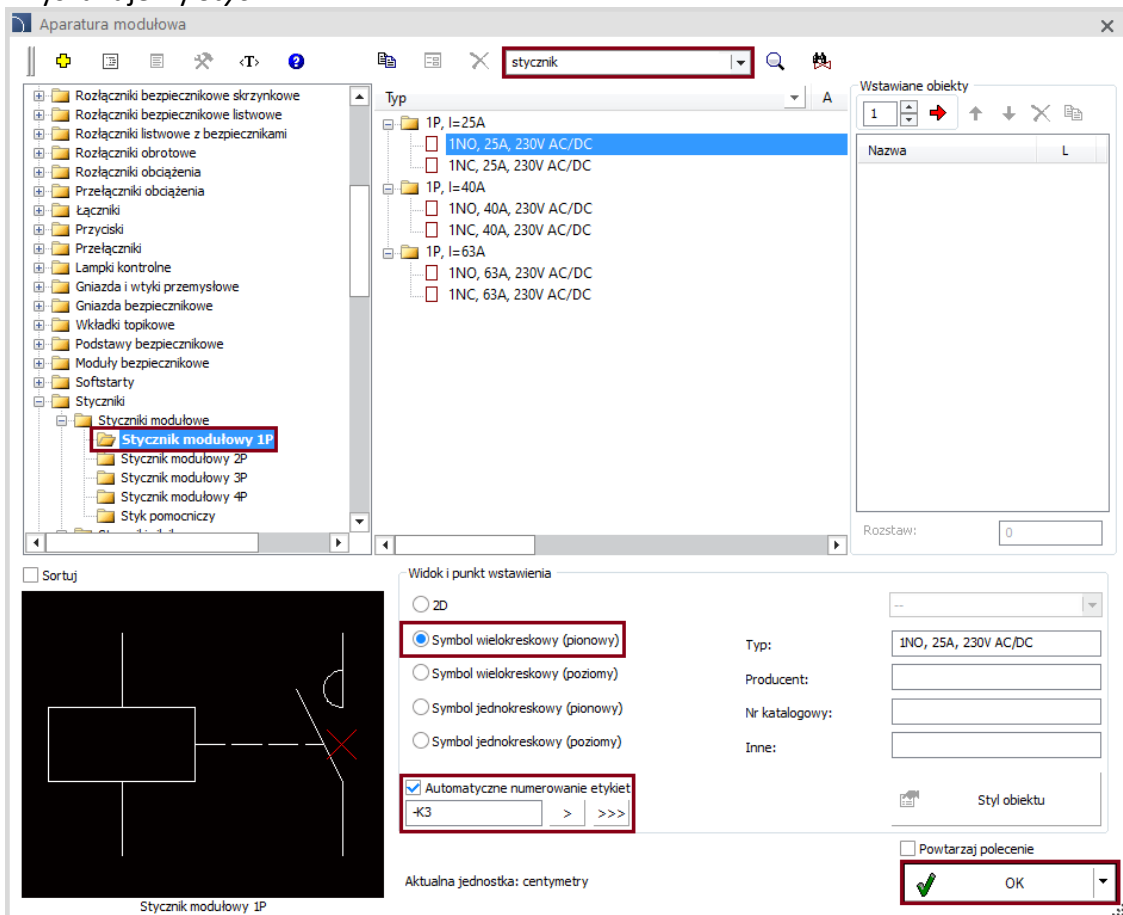 Aparatura modułowa
<T>
stycznik
Rozłączniki bezpiecznikowe skrzynkowe
Rozłączniki bezpiecznikowe listwowe
Rozłączniki listwowe z bezpiecznikami
Rozłączniki obrotowe
Rozłączniki obciążenia
Przełączniki obciążenia
Łączniki
Przyciski
Przełączniki
Lampki kontrolne
Gniazda i wtyki przemysłowe
Gniazda bezpiecznikowe
Wkładki topikowe
Podstawy bezpiecznikowe
Moduły bezpiecznikowe
Softstarty
Styczniki
Styczniki modułowe
Stycznik modułowy 1P
Stycznik modułowy 2P
Stycznik modułowy 3P
Stycznik modułowy 4P
Styk pomocniczy
Typ A
1P, I=25A
1NO, 25A, 230V AC/DC
1NC, 25A, 230V AC/DC
1P, I=40A
1NO, 40A, 230V AC/DC
1NC, 40A, 230V AC/DC
1P, I=63A
1NO, 63A, 230V AC/DC
1NC, 63A, 230V AC/DC
Wstawiane obiekty
1
Nazwa L
Rozstaw: 0
Sortuj
Stycznik modułowy 1P
Widok i punkt wstawienia
2D
--
Symbol wielokreskowy (pionowy)
Symbol wielokreskowy (poziomy)
Symbol jednokreskowy (pionowy)
Symbol jednokreskowy (poziomy)
Typ: 1NO, 25A, 230V AC/DC
Producent:
Nr katalogowy:
Inne:
Automatyczne numerowanie etykiet
-K3 > >>>
Styl obiektu
Powtarzaj polecenie
Aktualna jednostka: centymetry
OK